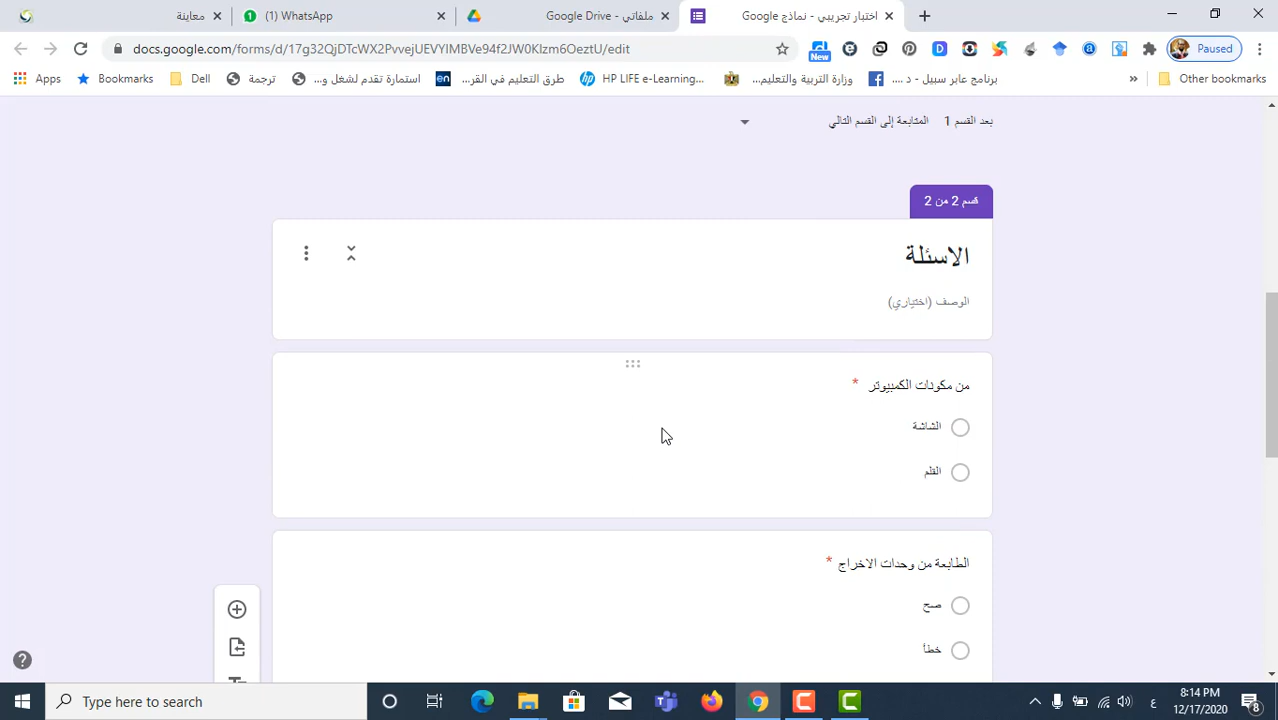 معاينة
(1) WhatsApp
ملفاتي - Google Drive
اختبار تجريبي - نماذج Google
docs.google.com/forms/d/17g32QjDTcWX2PvvejUEVYIMBVe94f2JW0KIzm6OeztU/edit
New
Paused
Apps
Bookmarks
Dell
ترجمة
استمارة تقدم لشغل و...
en
طرق التعليم في القر...
HP LIFE e-Learning...
وزارة التربية والتعليم...
برنامج عابر سبيل - د ....
»
Other bookmarks
بعد القسم 1 المتابعة إلى القسم التالي
قسم 2 من 2
الاسئلة
الوصف (اختياري)
من مكونات الكمبيوتر *
الشاشة
القلم
الطابعة من وحدات الاخراج *
صح
خطأ
Type here to search
ع
8:14 PM
12/17/2020
8